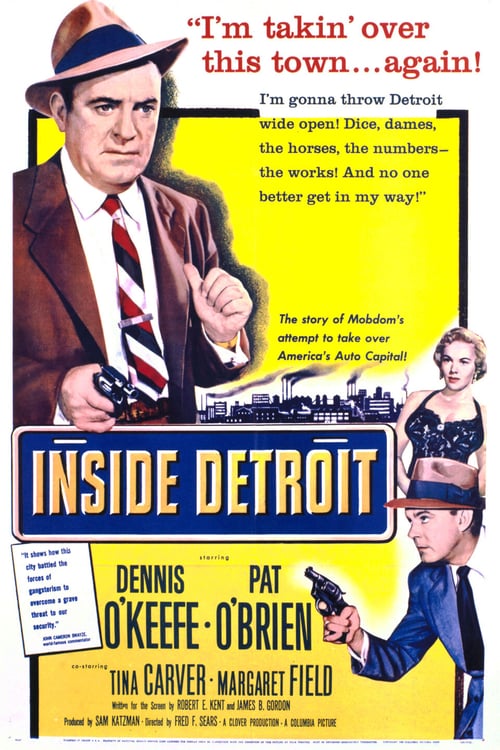 "I'm takin' over
this town...again!
I'm gonna throw Detroit
wide open! Dice, dames,
the horses, the numbers—
the works! And no one
better get in my way!"
The story of Mobdom's
attempt to take over
America's Auto Capital!
INSIDE DETROIT
"It shows how this
city battled the
forces of
gangsterism to
overcome a grave
threat to our
security."
JOHN CAMERON SWAYZE,
world-famous commentator
starring
DENNIS O'KEEFE · PAT O'BRIEN
co-starring
TINA CARVER · MARGARET FIELD
Written for the Screen by ROBERT E. KENT and JAMES B. GORDON
Produced by SAM KATZMAN · Directed by FRED F. SEARS · A CLOVER PRODUCTION · A COLUMBIA PICTURE